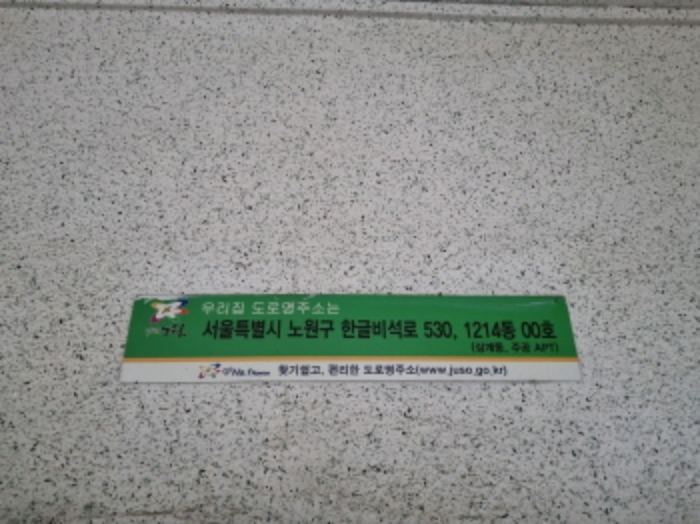 우리집 도로명주소는
서울특별시 노원구 한글비석로 530, 1214동 00호
(상계동, 주공 APT)
찾기쉽고, 편리한 도로명주소(www.juso.go.kr)